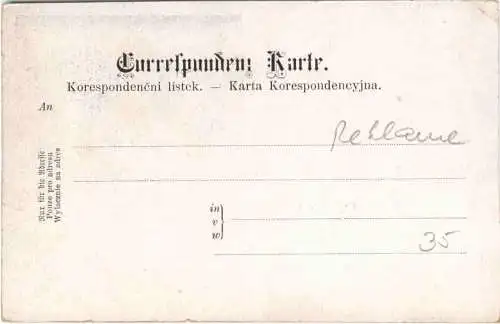 Correspondenz Karte.
Korespondenční lístek. — Karta Korespondencyjna.
An
Reklame
Nur für die Adresse
Pouze pro adresu
Wyłącznie na adres
in
v
w
35